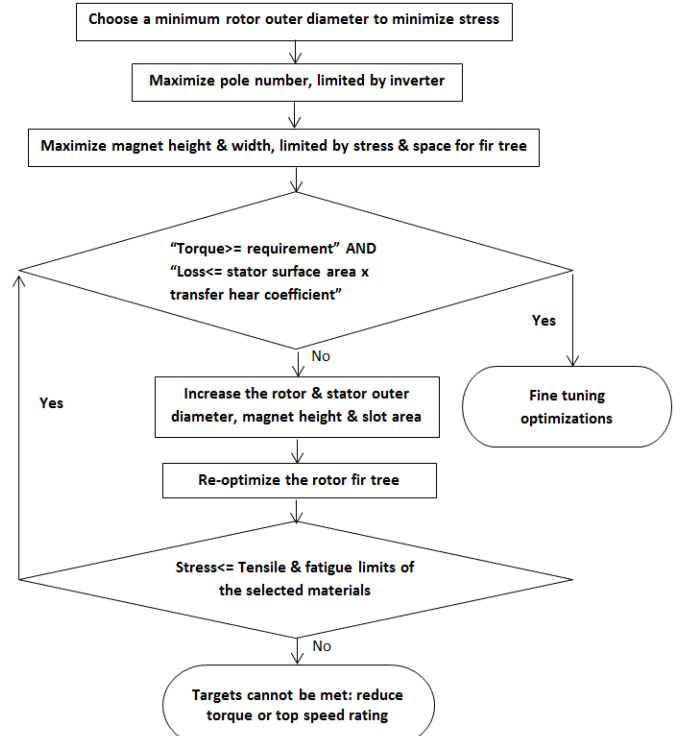 Choose a minimum rotor outer diameter to minimize stress
Maximize pole number, limited by inverter
Maximize magnet height & width, limited by stress & space for fir tree
“Torque>= requirement” AND
“Loss<= stator surface area x
transfer hear coefficient”
Yes
No
Yes
Increase the rotor & stator outer
diameter, magnet height & slot area
Fine tuning
optimizations
Re-optimize the rotor fir tree
Stress<= Tensile & fatigue limits of
the selected materials
No
Targets cannot be met: reduce
torque or top speed rating